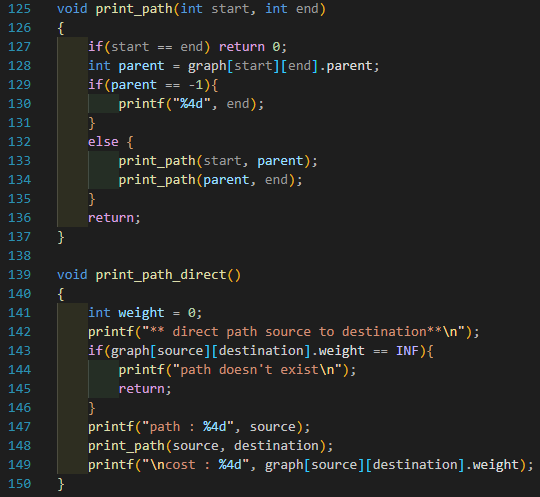 125 void print_path(int start, int end)
126 {
127     if(start == end) return 0;
128     int parent = graph[start][end].parent;
129     if(parent == -1){
130         printf("%4d", end);
131     }
132     else {
133         print_path(start, parent);
134         print_path(parent, end);
135     }
136     return;
137 }
138
139 void print_path_direct()
140 {
141     int weight = 0;
142     printf("** direct path source to destination**\n");
143     if(graph[source][destination].weight == INF){
144         printf("path doesn't exist\n");
145         return;
146     }
147     printf("path : %4d", source);
148     print_path(source, destination);
149     printf("\ncost : %4d", graph[source][destination].weight);
150 }